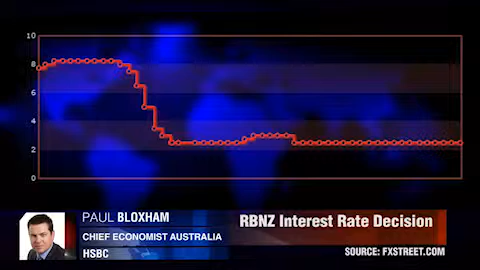 10
8
6
4
2
0
PAUL BLOXHAM
CHIEF ECONOMIST AUSTRALIA
HSBC
RBNZ Interest Rate Decision
SOURCE: FXSTREET.COM